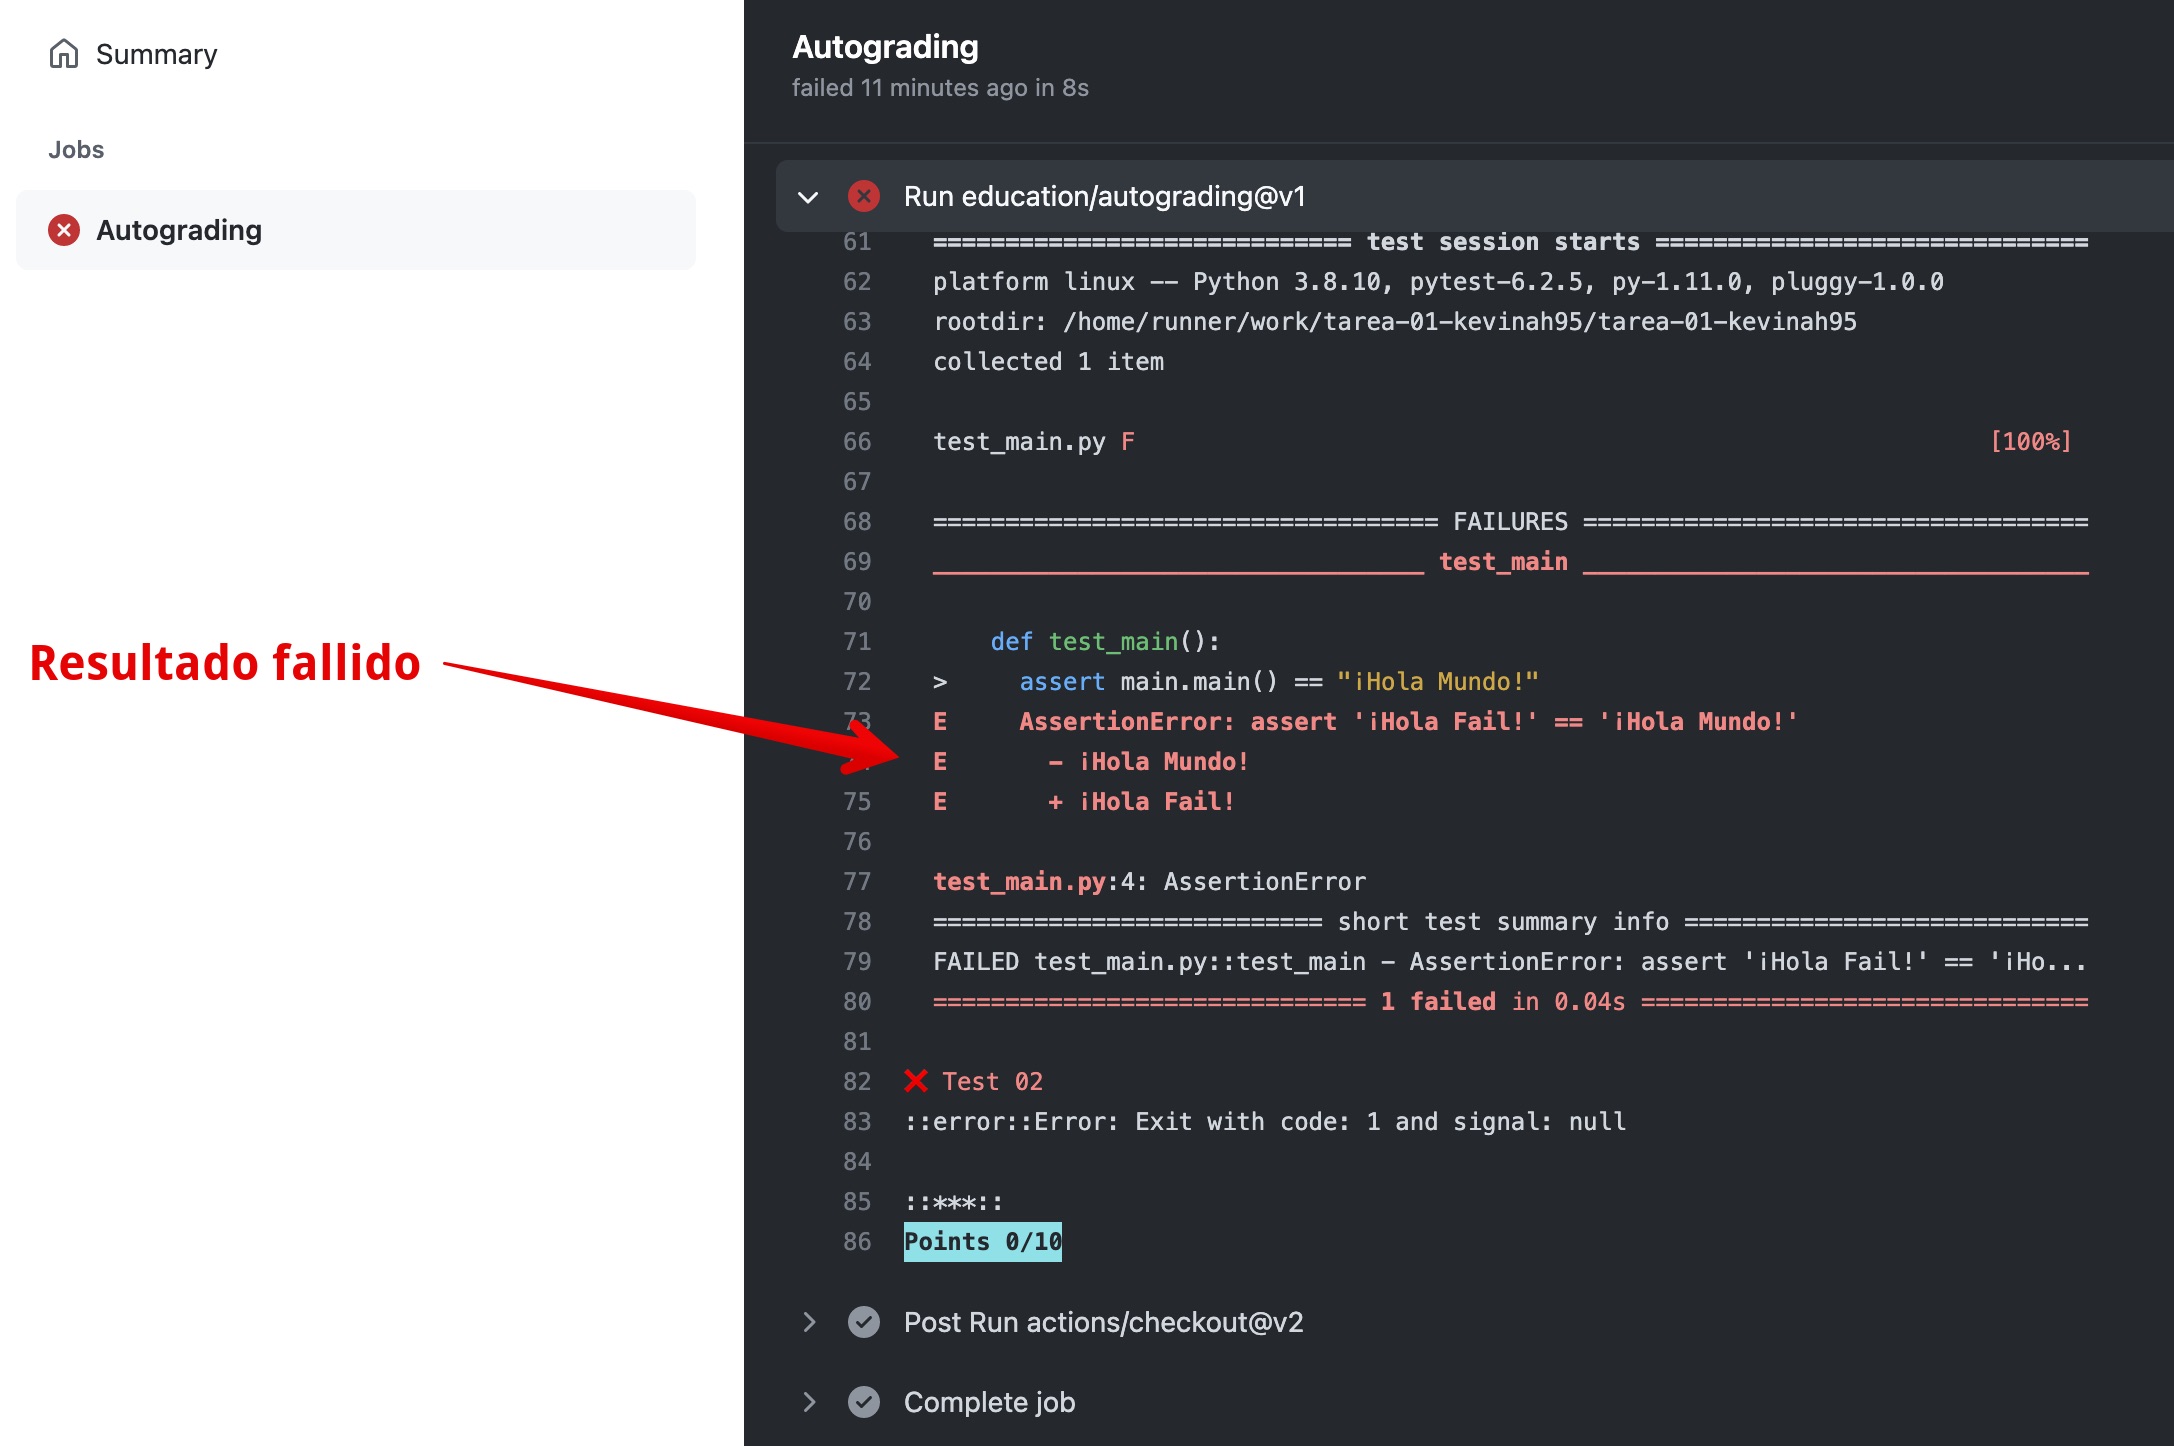 Summary
Jobs
Autograding
Resultado fallido
Autograding
failed 11 minutes ago in 8s
Run education/autograding@v1
61 ============================= test session starts ==============================
62 platform linux -- Python 3.8.10, pytest-6.2.5, py-1.11.0, pluggy-1.0.0
63 rootdir: /home/runner/work/tarea-01-kevinah95/tarea-01-kevinah95
64 collected 1 item
65
66 test_main.py F [100%]
67
68 =================================== FAILURES ===================================
69 __________________________________ test_main ___________________________________
70
71 def test_main():
72 > assert main.main() == "¡Hola Mundo!"
73 E AssertionError: assert '¡Hola Fail!' == '¡Hola Mundo!'
E - ¡Hola Mundo!
75 E + ¡Hola Fail!
76
77 test_main.py:4: AssertionError
78 =========================== short test summary info ============================
79 FAILED test_main.py::test_main - AssertionError: assert '¡Hola Fail!' == '¡Ho...
80 ============================== 1 failed in 0.04s ===============================
81
82 ❌ Test 02
83 ::error::Error: Exit with code: 1 and signal: null
84
85 ::***::
86 Points 0/10
Post Run actions/checkout@v2
Complete job